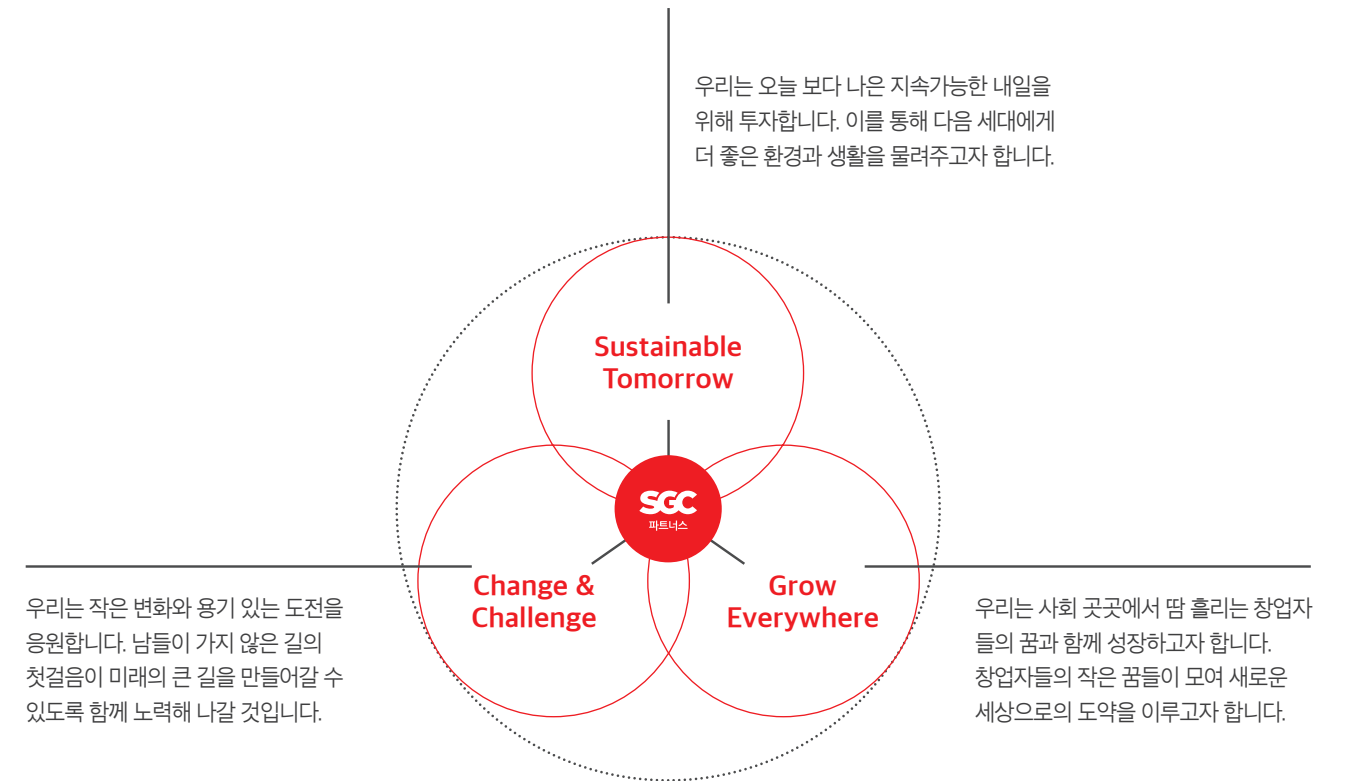 우리는 오늘 보다 나은 지속가능한 내일을
위해 투자합니다. 이를 통해 다음 세대에게
더 좋은 환경과 생활을 물려주고자 합니다.
Sustainable
Tomorrow
SGC
파트너스
Change &
Challenge
우리는 작은 변화와 용기 있는 도전을
응원합니다. 남들이 가지 않은 길의
첫걸음이 미래의 큰 길을 만들어갈 수
있도록 함께 노력해 나갈 것입니다.
Grow
Everywhere
우리는 사회 곳곳에서 땀 흘리는 창업자
들의 꿈과 함께 성장하고자 합니다.
창업자들의 작은 꿈들이 모여 새로운
세상으로의 도약을 이루고자 합니다.